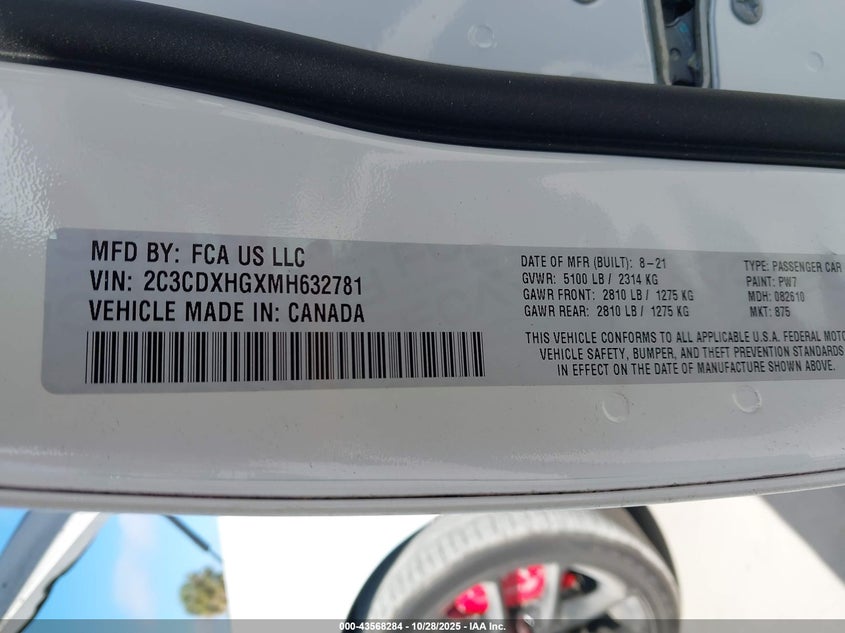 MFD BY: FCA US LLC
VIN: 2C3CDXHGXMH632781
VEHICLE MADE IN: CANADA
DATE OF MFR (BUILT): 8-21
GVWR: 5100 LB / 2314 KG
GAWR FRONT: 2810 LB / 1275 KG
GAWR REAR: 2810 LB / 1275 KG
TYPE: PASSENGER CAR
PAINT: PW7
MDH: 082610
MKT: 875
THIS VEHICLE CONFORMS TO ALL APPLICABLE U.S.A. FEDERAL MOTO
VEHICLE SAFETY, BUMPER, AND THEFT PREVENTION STANDARDS
IN EFFECT ON THE DATE OF MANUFACTURE SHOWN ABOVE.
000-43568284 | 10/28/2025 - IAA, Inc.